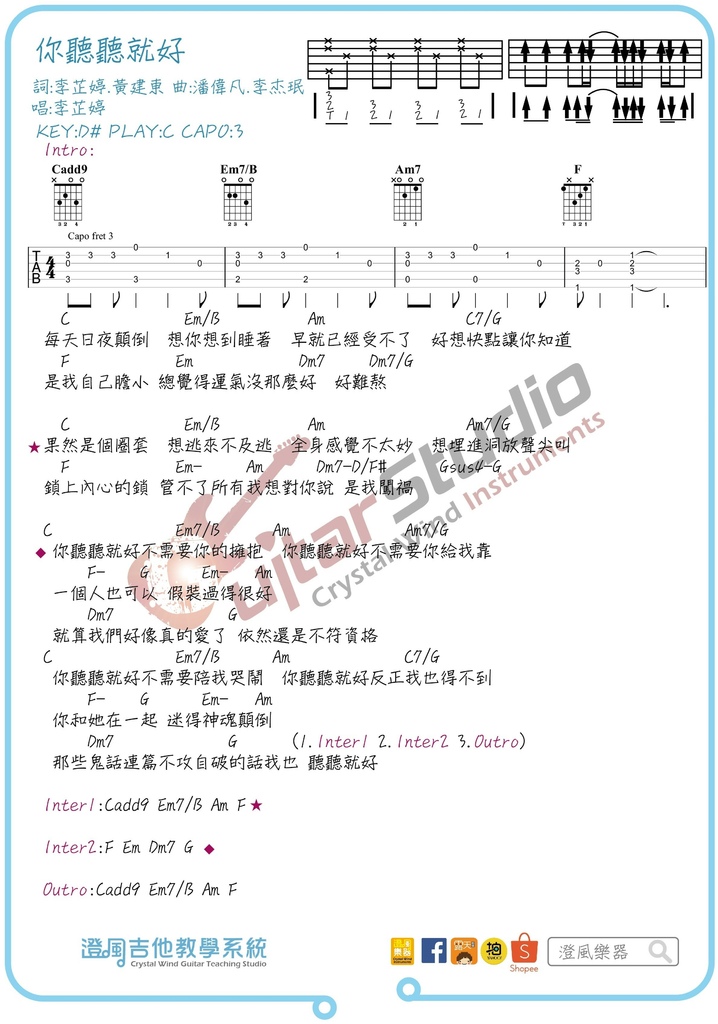 你聽聽就好
詞:李芷婷.黃建東 曲:潘偉凡.李杰珉
唱:李芷婷
KEY:D# PLAY:C CAPO:3
3 3 3 3
2 2 2 2
T 1 1 1 1
Intro:
Cadd9 Em7/B Am7 F
Capo fret 3
T A B 4/4
C Em/B Am C7/G
每天日夜顛倒 想你想到睡著 早就已經受不了 好想快點讓你知道
F Em Dm7 Dm7/G
是我自己膽小 總覺得運氣沒那麼好 好難熬
C Em/B Am Am7/G
★果然是個圈套 想逃來不及逃 全身感覺不太妙 想埋進洞放聲尖叫
F Em- Am Dm7-D/F# Gsus4-G
鎖上內心的鎖 管不了所有我想對你說 是我闖禍
C Em7/B Am Am7/G
◆ 你聽聽就好不需要你的擁抱 你聽聽就好不需要你給我靠
F- G Em- Am
一個人也可以 假裝過得很好
Dm7 G
就算我們好像真的愛了 依然還是不符資格
C Em7/B Am C7/G
你聽聽就好不需要陪我哭鬧 你聽聽就好反正我也得不到
F- G Em- Am
你和她在一起 迷得神魂顛倒
Dm7 G (1.Inter1 2.Inter2 3.Outro)
那些鬼話連篇不攻自破的話我也 聽聽就好
Inter1:Cadd9 Em7/B Am F★
Inter2:F Em Dm7 G ◆
Outro:Cadd9 Em7/B Am F
GuitarStudio
Crystal Wind Instruments
澄風吉他教學系統
Crystal Wind Guitar Teaching Studio
Shopee
澄風樂器